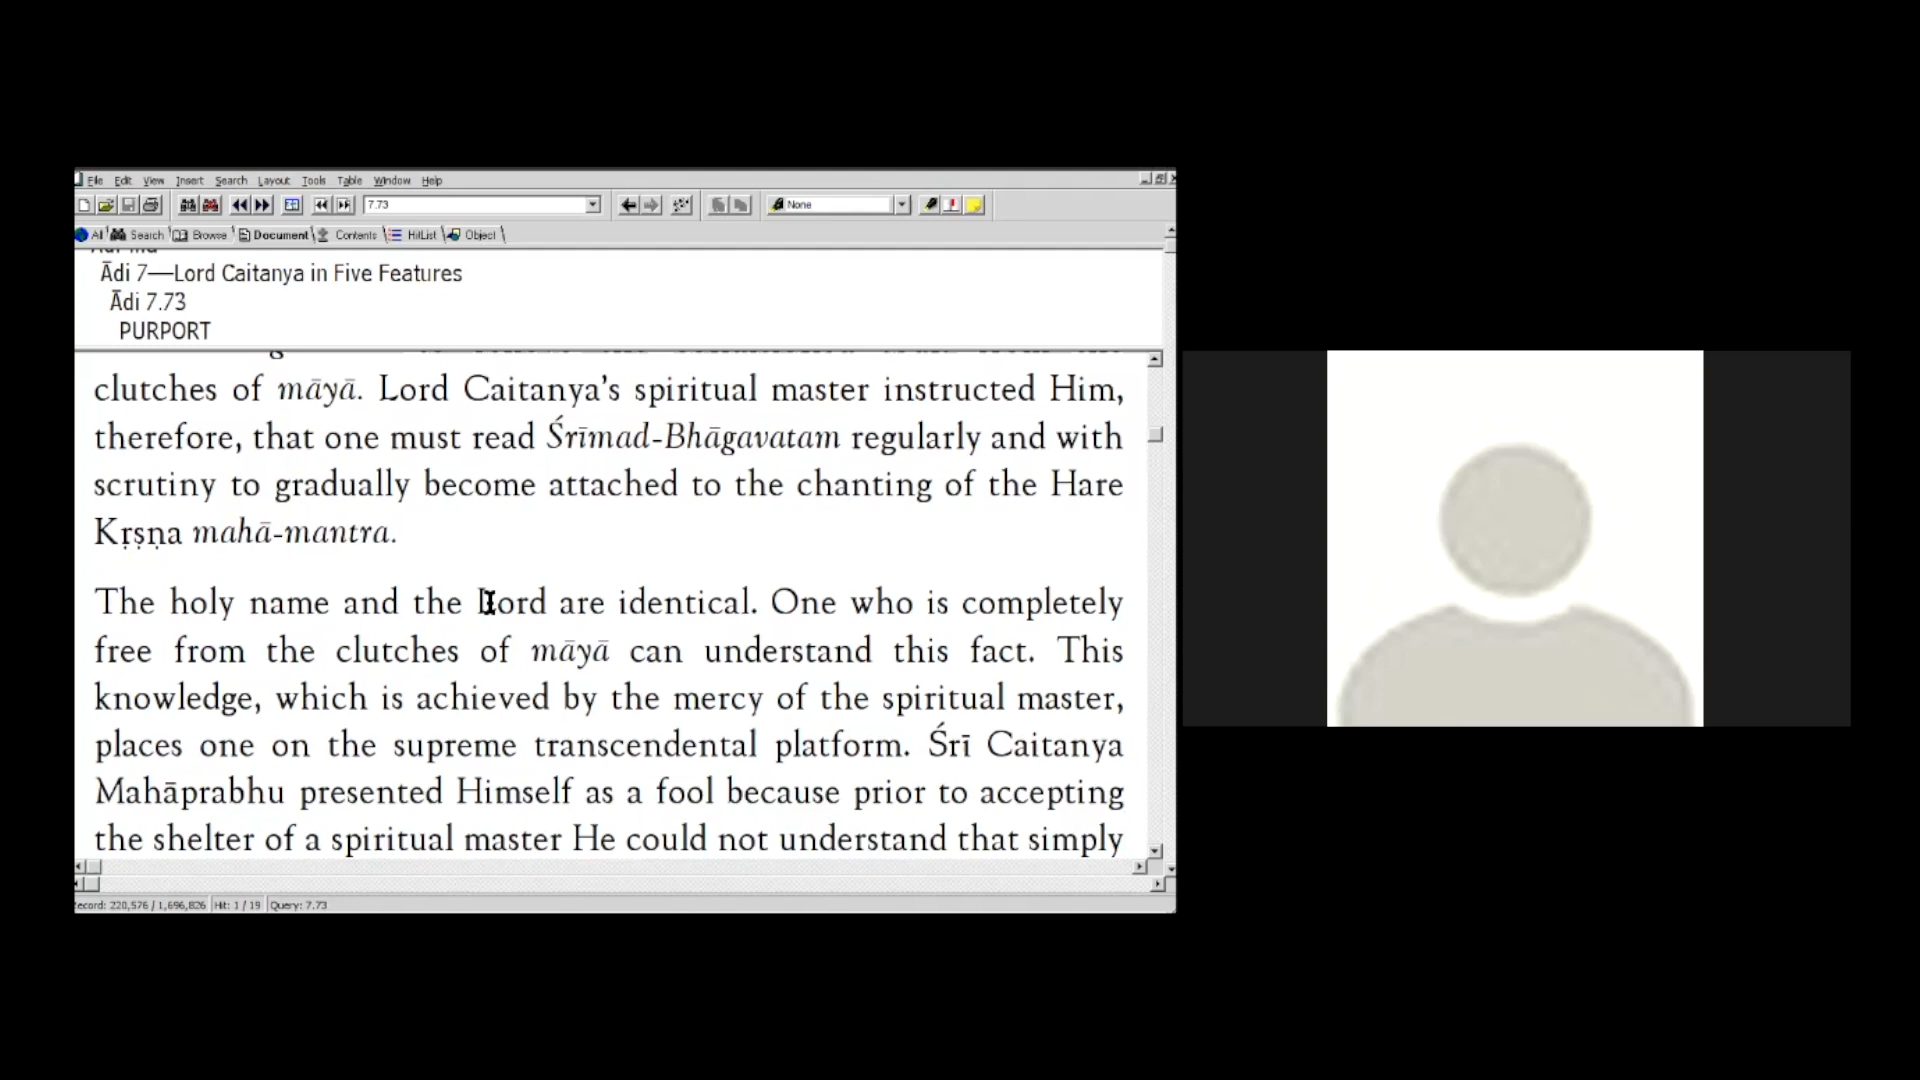 File Edit View Insert Search Layout Tools Table Window Help
7.73 None
All Search Browse Document Contents HitList Object
Ādi 7—Lord Caitanya in Five Features
Ādi 7.73
PURPORT
clutches of māyā. Lord Caitanya’s spiritual master instructed Him,
therefore, that one must read Śrīmad-Bhāgavatam regularly and with
scrutiny to gradually become attached to the chanting of the Hare
Kṛṣṇa mahā-mantra.
The holy name and the Lord are identical. One who is completely
free from the clutches of māyā can understand this fact. This
knowledge, which is achieved by the mercy of the spiritual master,
places one on the supreme transcendental platform. Śrī Caitanya
Mahāprabhu presented Himself as a fool because prior to accepting
the shelter of a spiritual master He could not understand that simply
ecord: 220,576 / 1,696,826 Hit: 1 / 19 Query: 7.73